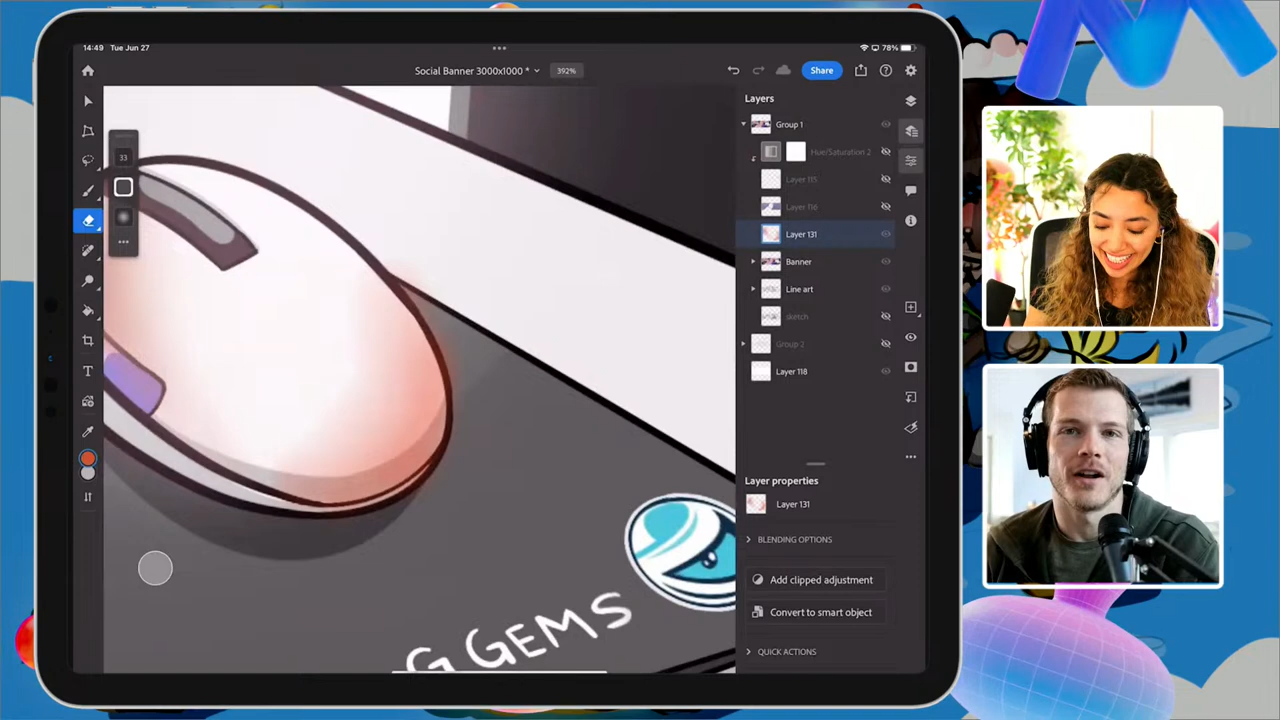 14:49 Tue Jun 27
78%
Social Banner 3000x1000 *
392%
Share
33
T
G GEMS
Layers
Group 1
Hue/Saturation 2
Layer 115
Layer 116
Layer 131
Banner
Line art
sketch
Group 2
Layer 118
Layer properties
Layer 131
BLENDING OPTIONS
Add clipped adjustment
Convert to smart object
QUICK ACTIONS